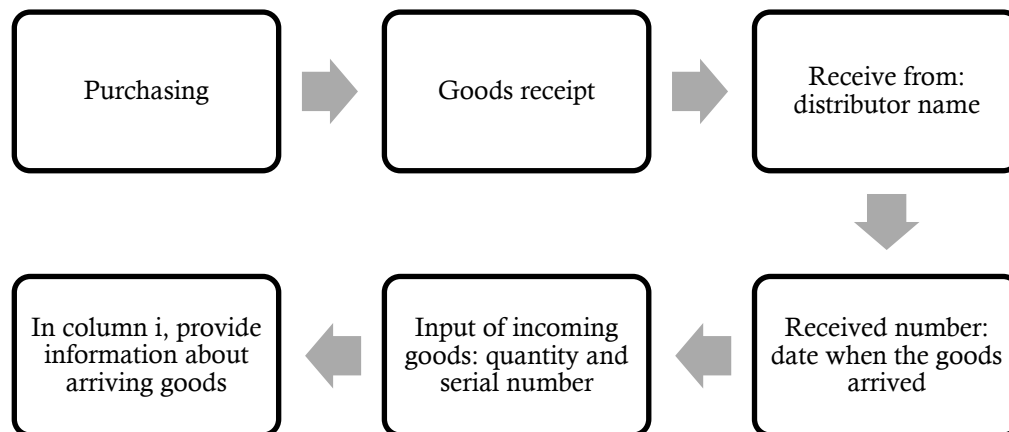 Purchasing
Goods receipt
Receive from:
distributor name
Received number:
date when the goods
arrived
Input of incoming
goods: quantity and
serial number
In column i, provide
information about
arriving goods